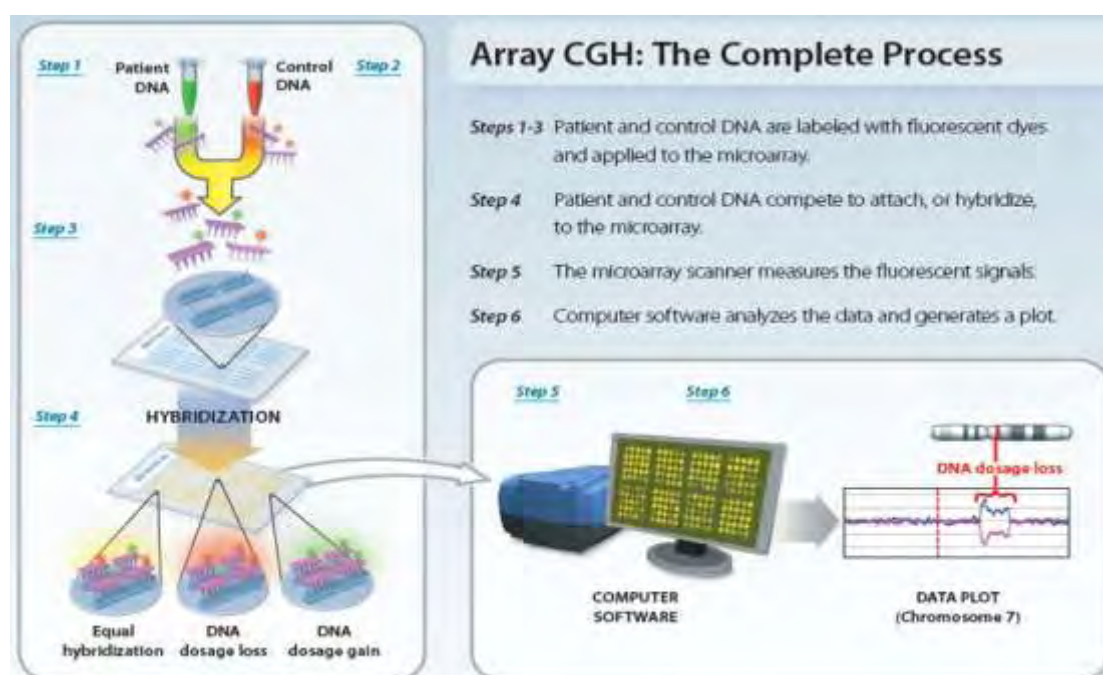 Array CGH: The Complete Process
Step 1
Patient
DNA
Control
DNA
Step 2
Step 3
Step 4
HYBRIDIZATION
Equal
hybridization
DNA
dosage loss
DNA
dosage gain
Steps 1-3 Patient and control DNA are labeled with fluorescent dyes
and applied to the microarray.
Step 4 Patient and control DNA compete to attach, or hybridize,
to the microarray.
Step 5 The microarray scanner measures the fluorescent signals.
Step 6 Computer software analyzes the data and generates a plot.
Step 5
Step 6
DNA dosage loss
COMPUTER
SOFTWARE
DATA PLOT
(Chromosome 7)